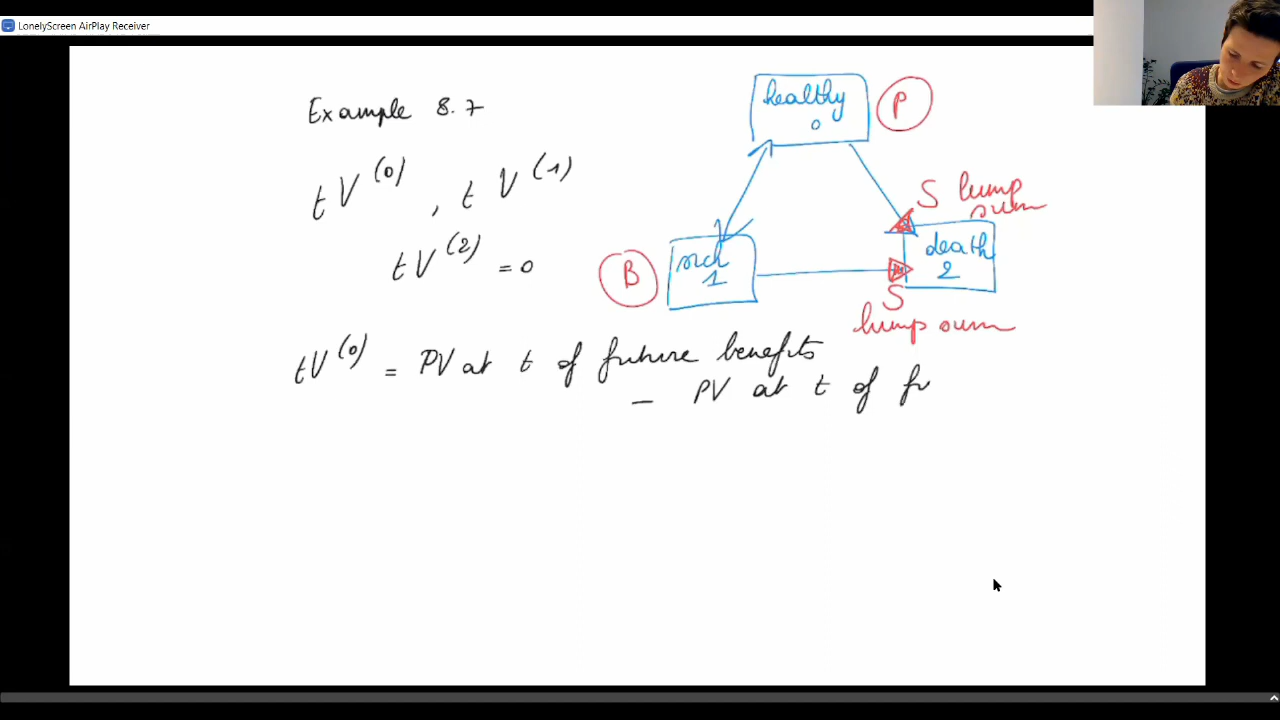 LonelyScreen AirPlay Receiver
Example 8.7
healthy
0
P
tV^(0), tV^(1)
S lump
sum
tV^(2) = 0
B
sick
1
death
2
S
lump sum
tV^(0) = PV at t of future benefits
- PV at t of fu